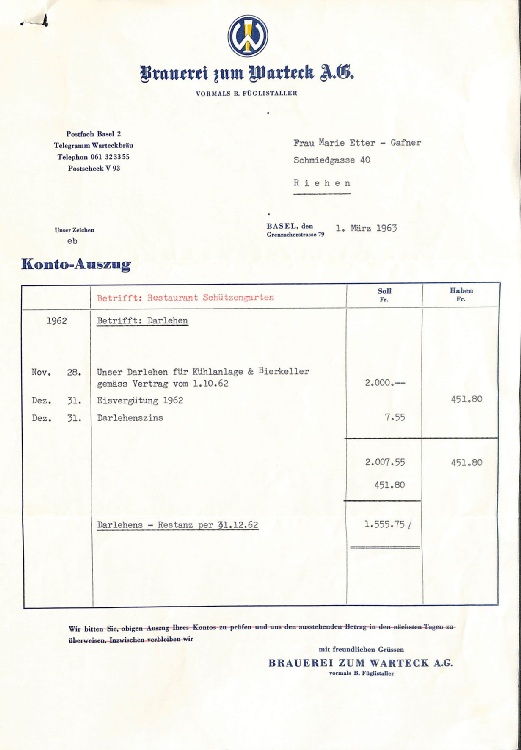 Brauerei zum Warteck A.G.
VORMALS B. FÜGLISTALLER
Postfach Basel 2
Telegramm Warteckbräu
Telephon 061 32 33 55
Postscheck V 93
Frau Marie Etter - Gafner
Schmiedgasse 40
Riehen
Unser Zeichen
eb
BASEL, den 1. März 1963
Grenzacherstrasse 79
Konto-Auszug
Betrifft: Restaurant Schützengarten
Soll Fr.
Haben Fr.
1962 Betrifft: Darlehen
Nov. 28. Unser Darlehen für Kühlanlage & Bierkeller
gemäss Vertrag vom 1.10.62 2.000.--
Dez. 31. Eisvergütung 1962 451.80
Dez. 31. Darlehenszins 7.55
2.007.55 451.80
451.80
Darlehens - Restanz per 31.12.62 1.555.75 /
Wir bitten Sie, obigen Auszug Ihres Kontos zu prüfen und uns den ausstehenden Betrag in den nächsten Tagen zu
überweisen. Inzwischen verbleiben wir
mit freundlichen Grüssen
BRAUEREI ZUM WARTECK A.G.
vormals B. Füglistaller